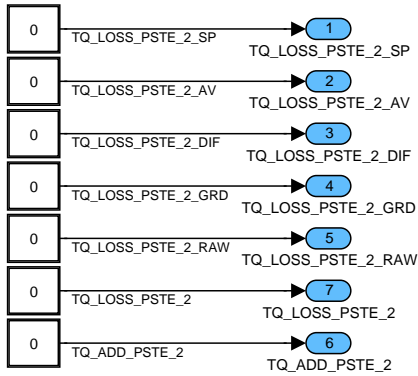 0 TQ_LOSS_PSTE_2_SP 1
TQ_LOSS_PSTE_2_SP
0 TQ_LOSS_PSTE_2_AV 2
TQ_LOSS_PSTE_2_AV
0 TQ_LOSS_PSTE_2_DIF 3
TQ_LOSS_PSTE_2_DIF
0 TQ_LOSS_PSTE_2_GRD 4
TQ_LOSS_PSTE_2_GRD
0 TQ_LOSS_PSTE_2_RAW 5
TQ_LOSS_PSTE_2_RAW
0 TQ_LOSS_PSTE_2 7
TQ_LOSS_PSTE_2
0 TQ_ADD_PSTE_2 6
TQ_ADD_PSTE_2